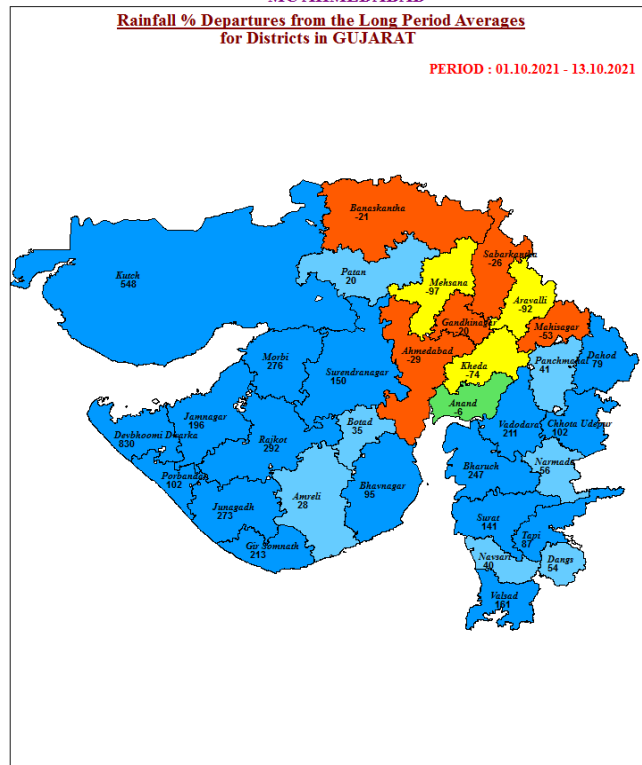 MC AHMEDABAD
Rainfall % Departures from the Long Period Averages
for Districts in GUJARAT
PERIOD : 01.10.2021 - 13.10.2021
Banaskantha
-21
Sabarkantha
-26
Kutch
548
Patan
20
Mehsana
-97
Aravalli
-92
Gandhinagar
-20
Mahisagar
-53
Morbi
276
Surendranagar
150
Ahmedabad
-29
Kheda
-74
Panchmahal
41
Dahod
79
Anand
-6
Jamnagar
196
Devbhoomi Dwarka
830
Rajkot
292
Botad
35
Vadodara
211
Chhota Udepur
102
Porbandar
102
Bhavnagar
95
Bharuch
247
Narmada
56
Amreli
28
Junagadh
273
Surat
141
Tapi
87
Gir Somnath
213
Navsari
40
Dangs
54
Valsad
161